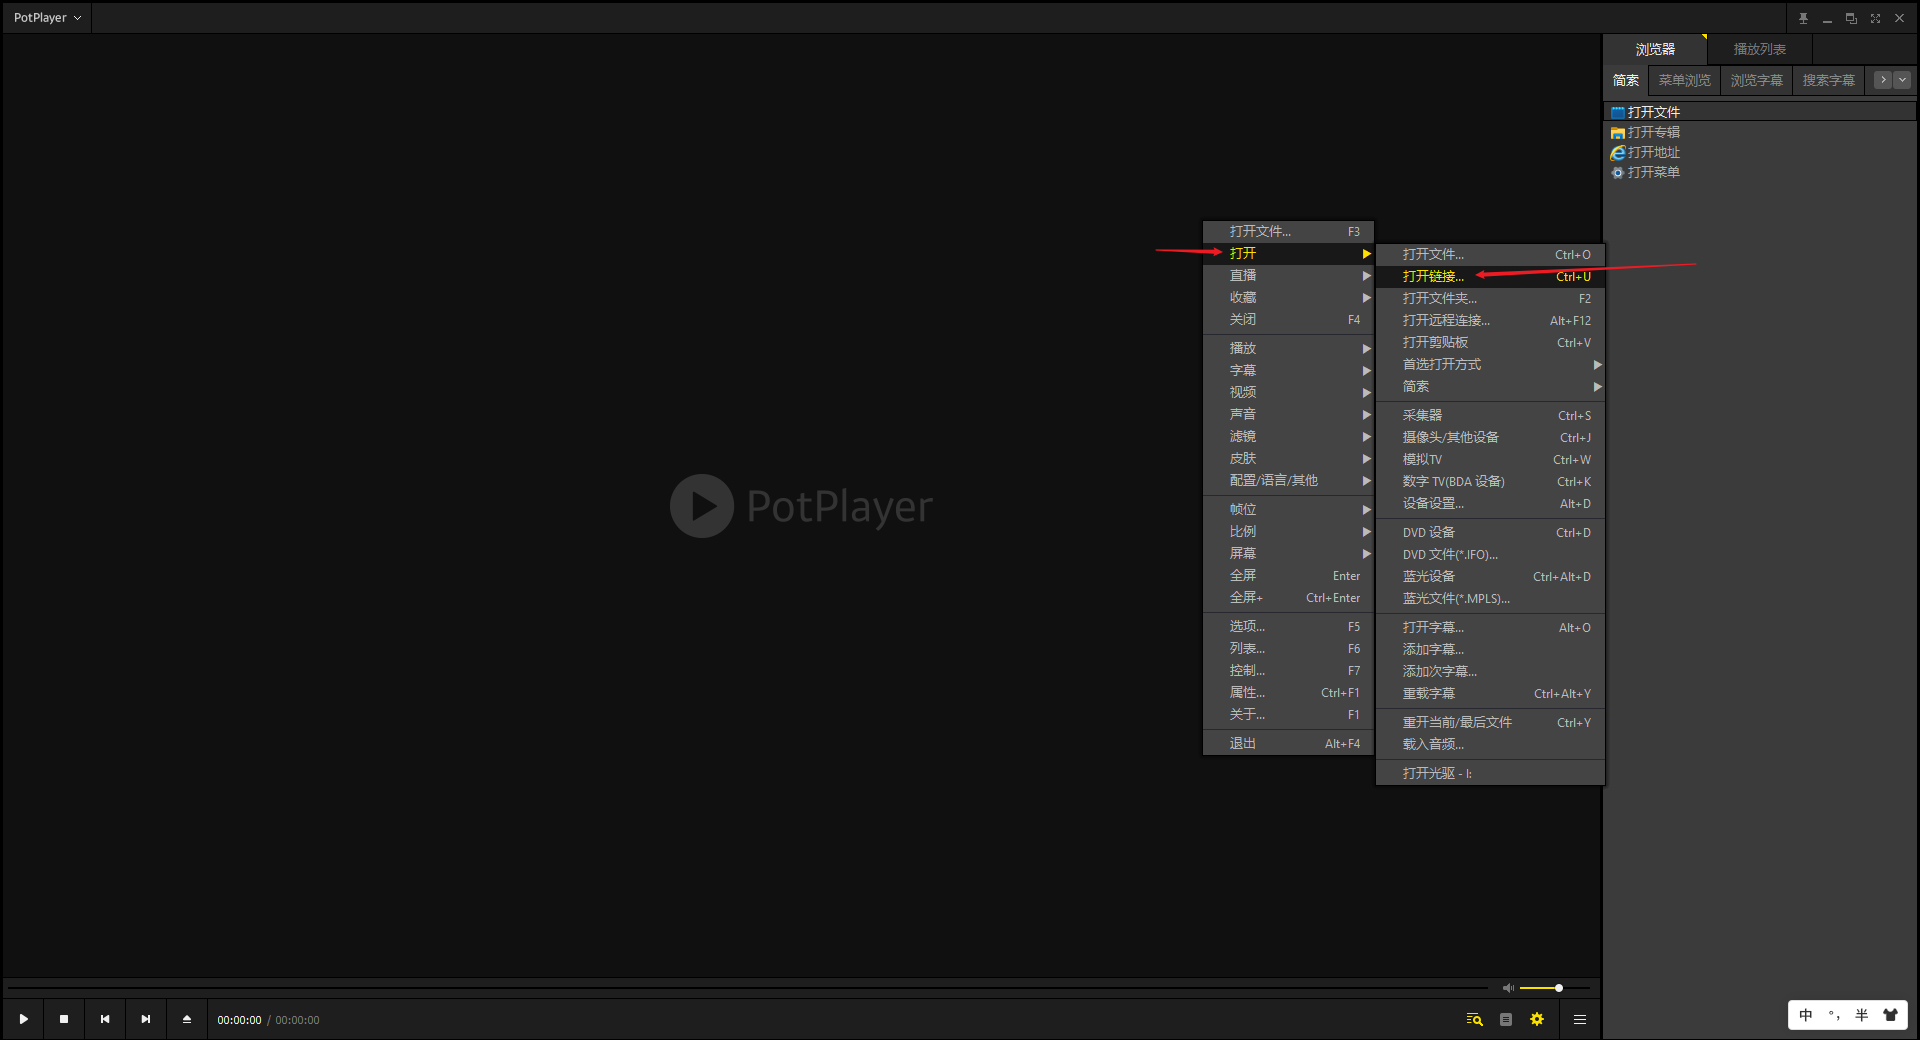 PotPlayer
浏览器 播放列表
简索 菜单浏览 浏览字幕 搜索字幕
打开文件
打开专辑
打开地址
打开菜单
打开文件... F3
打开
直播
收藏
关闭 F4
播放
字幕
视频
声音
滤镜
皮肤
配置/语言/其他
帧位
比例
屏幕
全屏 Enter
全屏+ Ctrl+Enter
选项... F5
列表... F6
控制... F7
属性... Ctrl+F1
关于... F1
退出 Alt+F4
打开文件... Ctrl+O
打开链接... Ctrl+U
打开文件夹... F2
打开远程连接... Alt+F12
打开剪贴板 Ctrl+V
首选打开方式
简索
采集器 Ctrl+S
摄像头/其他设备 Ctrl+J
模拟TV Ctrl+W
数字 TV(BDA 设备) Ctrl+K
设备设置... Alt+D
DVD 设备 Ctrl+D
DVD 文件(*.IFO)...
蓝光设备 Ctrl+Alt+D
蓝光文件(*.MPLS)...
打开字幕... Alt+O
添加字幕...
添加次字幕...
重载字幕 Ctrl+Alt+Y
重开当前/最后文件 Ctrl+Y
载入音频...
打开光驱 - I:
PotPlayer
00:00:00 / 00:00:00
中 °, 半